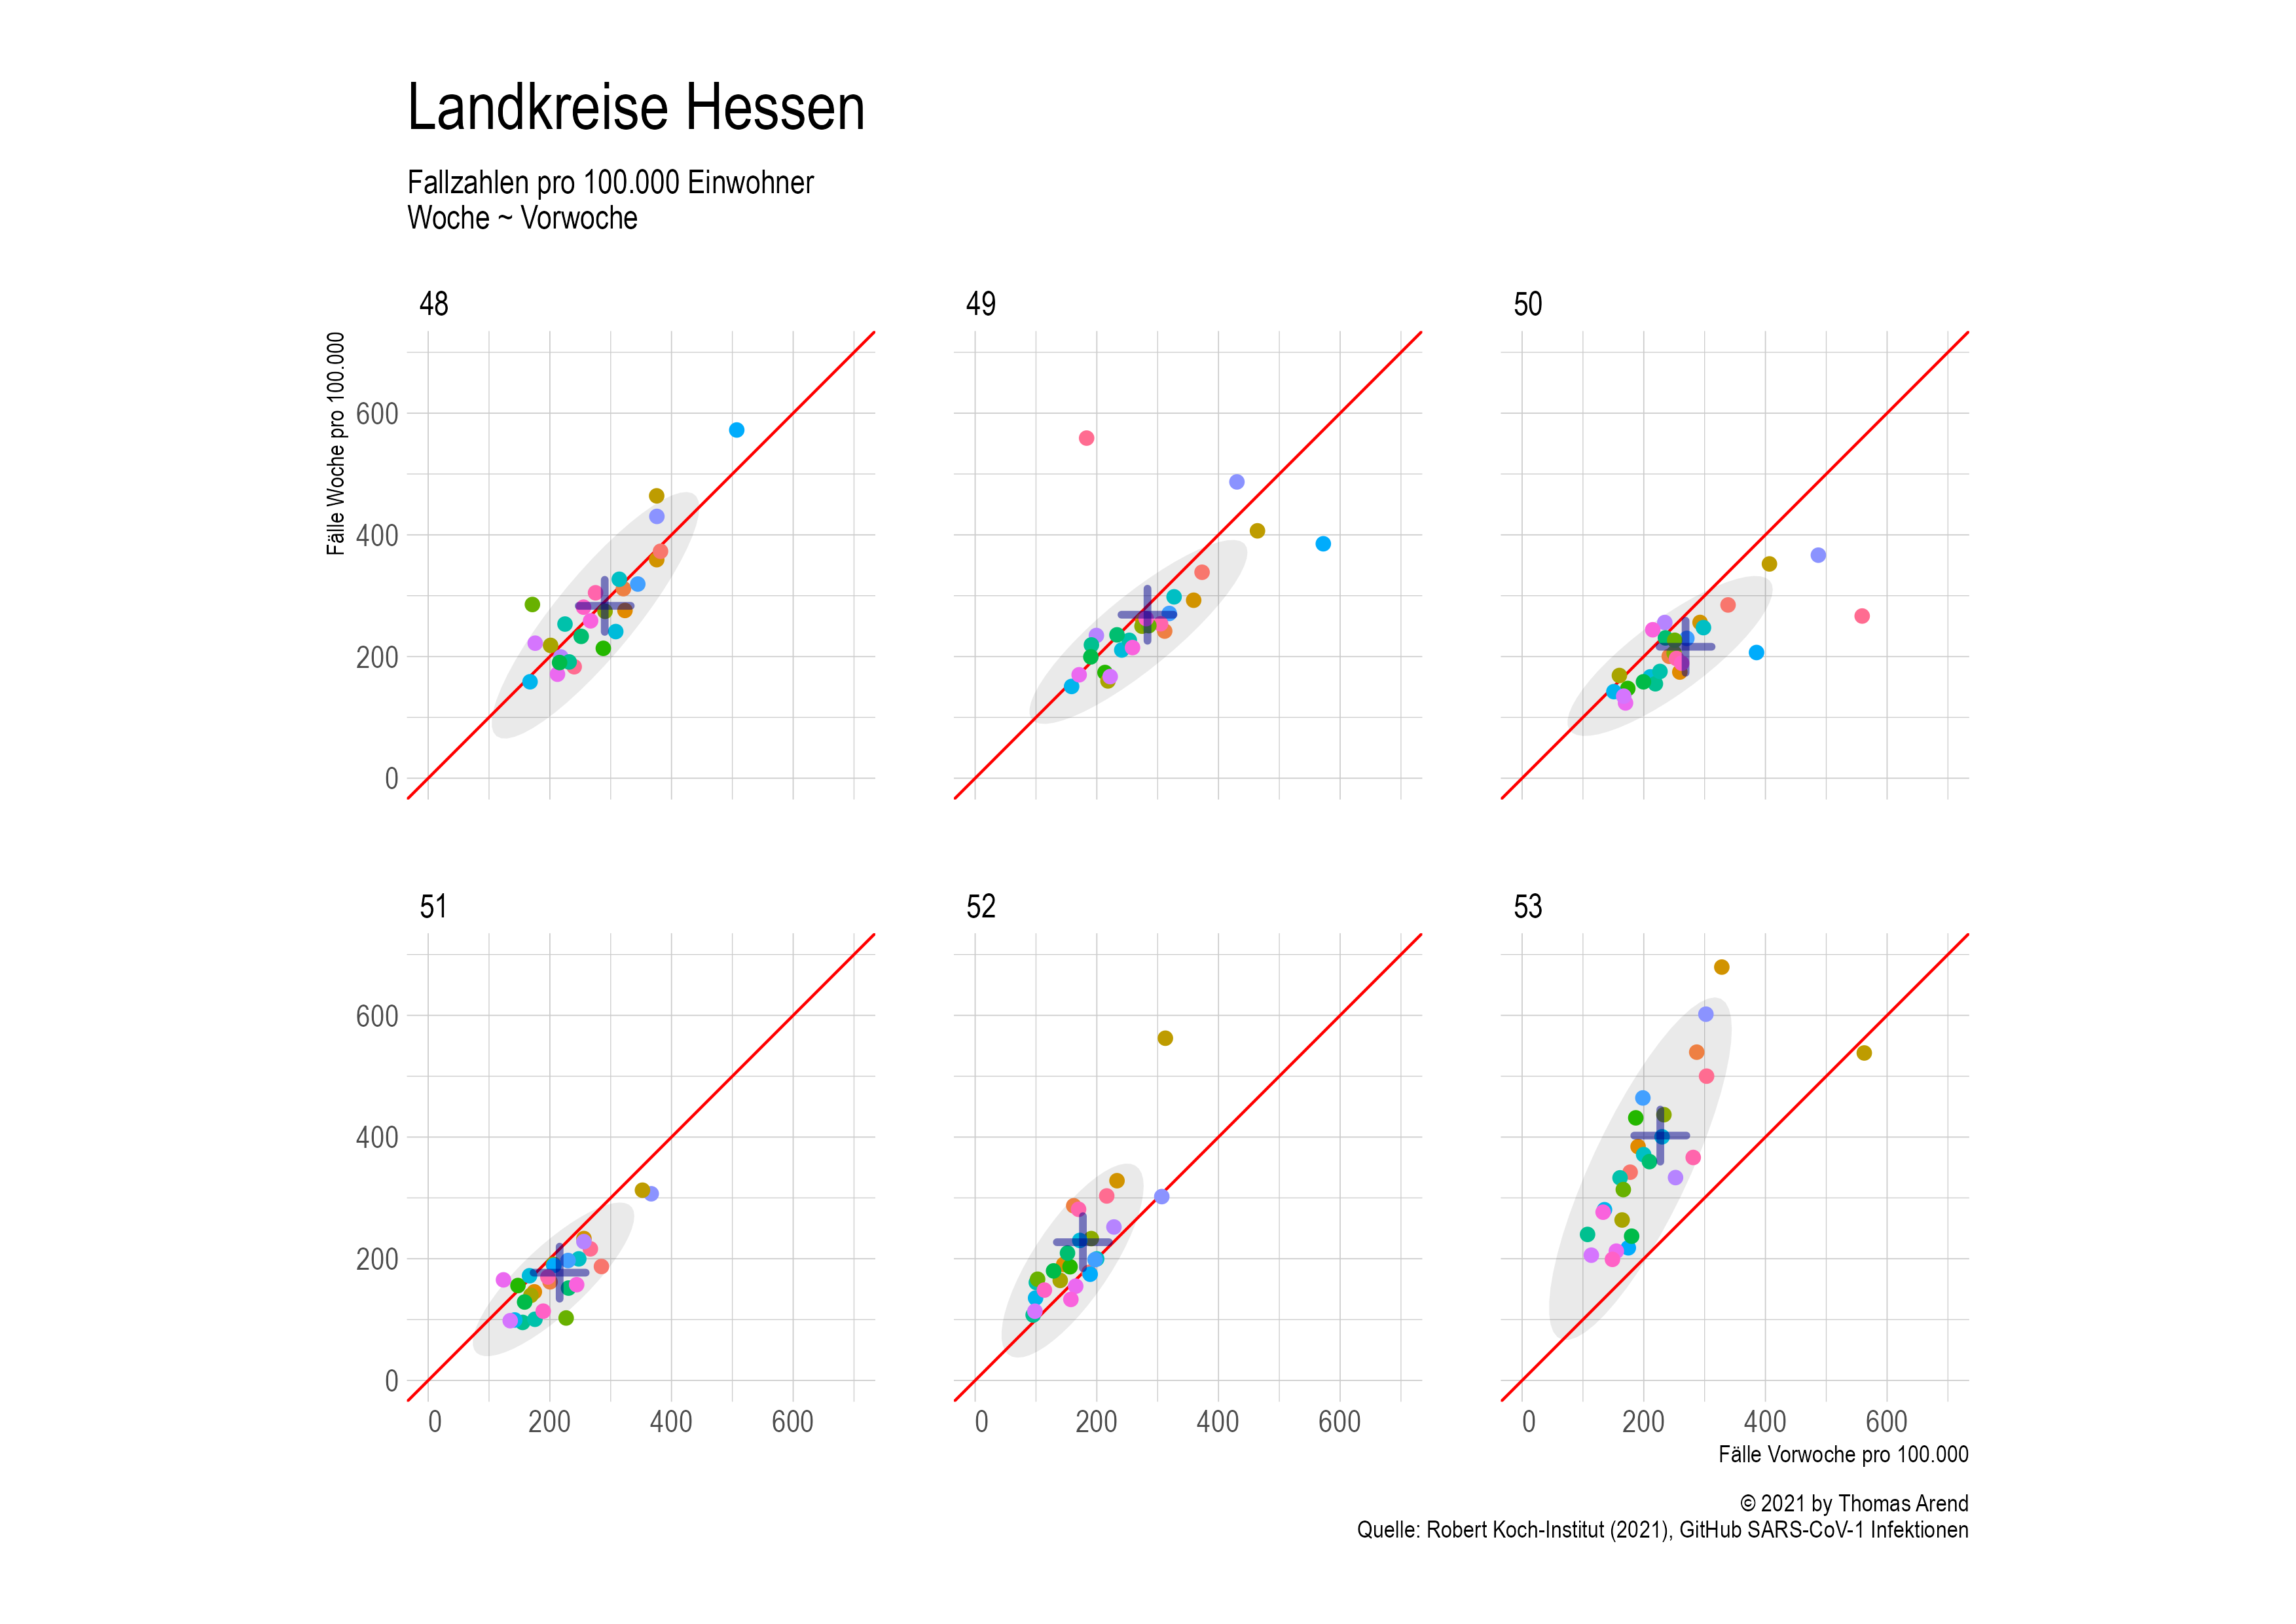 Landkreise Hessen
Fallzahlen pro 100.000 Einwohner
Woche ~ Vorwoche
48
49
50
Fälle Woche pro 100.000
600
400
200
0
51
52
53
600
400
200
0
0 200 400 600
0 200 400 600
0 200 400 600
Fälle Vorwoche pro 100.000
© 2021 by Thomas Arend
Quelle: Robert Koch-Institut (2021), GitHub SARS-CoV-1 Infektionen